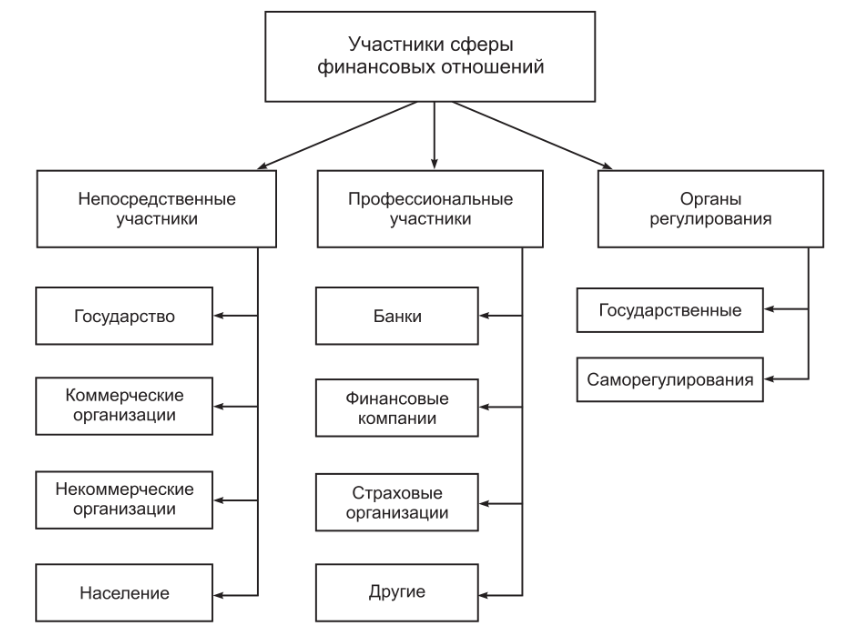 Участники сферы
финансовых отношений
Непосредственные
участники
Профессиональные
участники
Органы
регулирования
Государство
Коммерческие
организации
Некоммерческие
организации
Население
Банки
Финансовые
компании
Страховые
организации
Другие
Государственные
Саморегулирования